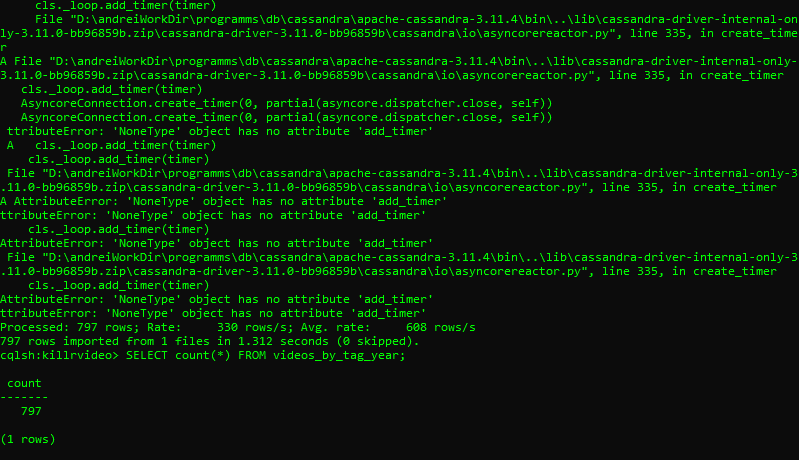 cls._loop.add_timer(timer)
File "D:\andreiWorkDir\programms\db\cassandra\apache-cassandra-3.11.4\bin\..\lib\cassandra-driver-internal-on
ly-3.11.0-bb96859b.zip\cassandra-driver-3.11.0-bb96859b\cassandra\io\asyncorereactor.py", line 335, in create_time
r
A File "D:\andreiWorkDir\programms\db\cassandra\apache-cassandra-3.11.4\bin\..\lib\cassandra-driver-internal-only-
3.11.0-bb96859b.zip\cassandra-driver-3.11.0-bb96859b\cassandra\io\asyncorereactor.py", line 335, in create_timer
cls._loop.add_timer(timer)
AsyncoreConnection.create_timer(0, partial(asyncore.dispatcher.close, self))
AsyncoreConnection.create_timer(0, partial(asyncore.dispatcher.close, self))
ttributeError: 'NoneType' object has no attribute 'add_timer'
A cls._loop.add_timer(timer)
cls._loop.add_timer(timer)
File "D:\andreiWorkDir\programms\db\cassandra\apache-cassandra-3.11.4\bin\..\lib\cassandra-driver-internal-only-3
.11.0-bb96859b.zip\cassandra-driver-3.11.0-bb96859b\cassandra\io\asyncorereactor.py", line 335, in create_timer
A AttributeError: 'NoneType' object has no attribute 'add_timer'
ttributeError: 'NoneType' object has no attribute 'add_timer'
cls._loop.add_timer(timer)
AttributeError: 'NoneType' object has no attribute 'add_timer'
File "D:\andreiWorkDir\programms\db\cassandra\apache-cassandra-3.11.4\bin\..\lib\cassandra-driver-internal-only-3
.11.0-bb96859b.zip\cassandra-driver-3.11.0-bb96859b\cassandra\io\asyncorereactor.py", line 335, in create_timer
cls._loop.add_timer(timer)
AttributeError: 'NoneType' object has no attribute 'add_timer'
ttributeError: 'NoneType' object has no attribute 'add_timer'
Processed: 797 rows; Rate: 330 rows/s; Avg. rate: 608 rows/s
797 rows imported from 1 files in 1.312 seconds (0 skipped).
cqlsh:killrvideo> SELECT count(*) FROM videos_by_tag_year;
count
-------
797
(1 rows)